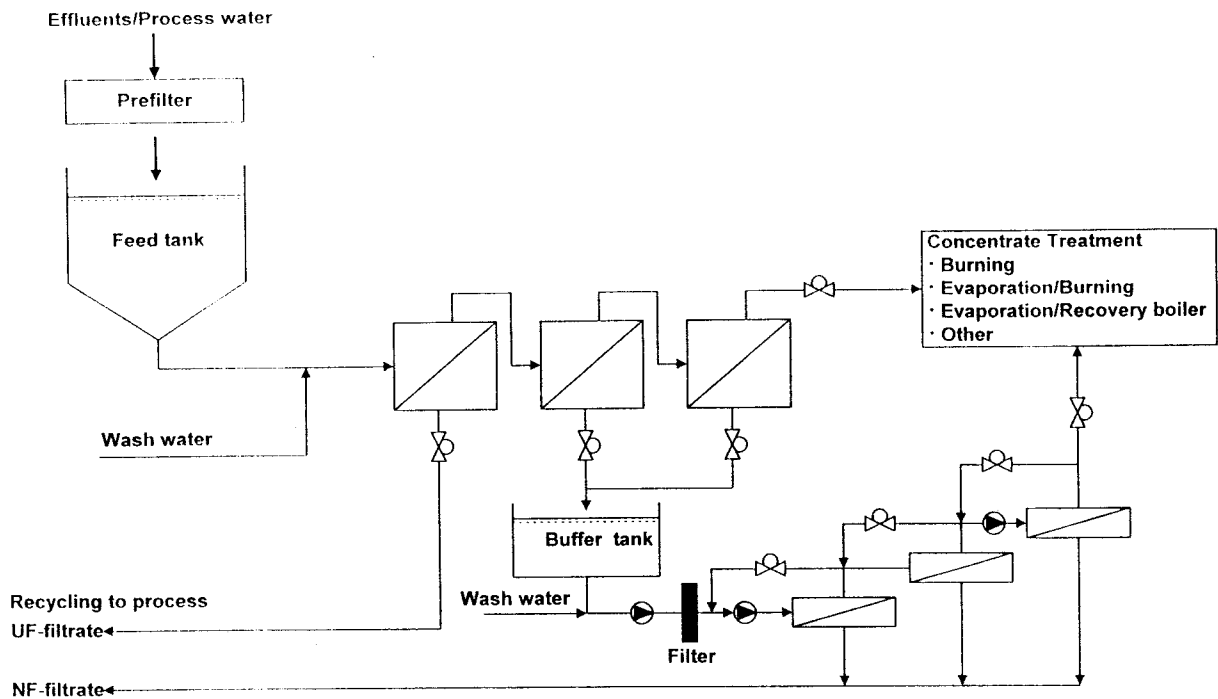 Effluents/Process water
Prefilter
Feed tank
Concentrate Treatment
· Burning
· Evaporation/Burning
· Evaporation/Recovery boiler
· Other
Wash water
Buffer tank
Wash water
Recycling to process
UF-filtrate
Filter
NF-filtrate